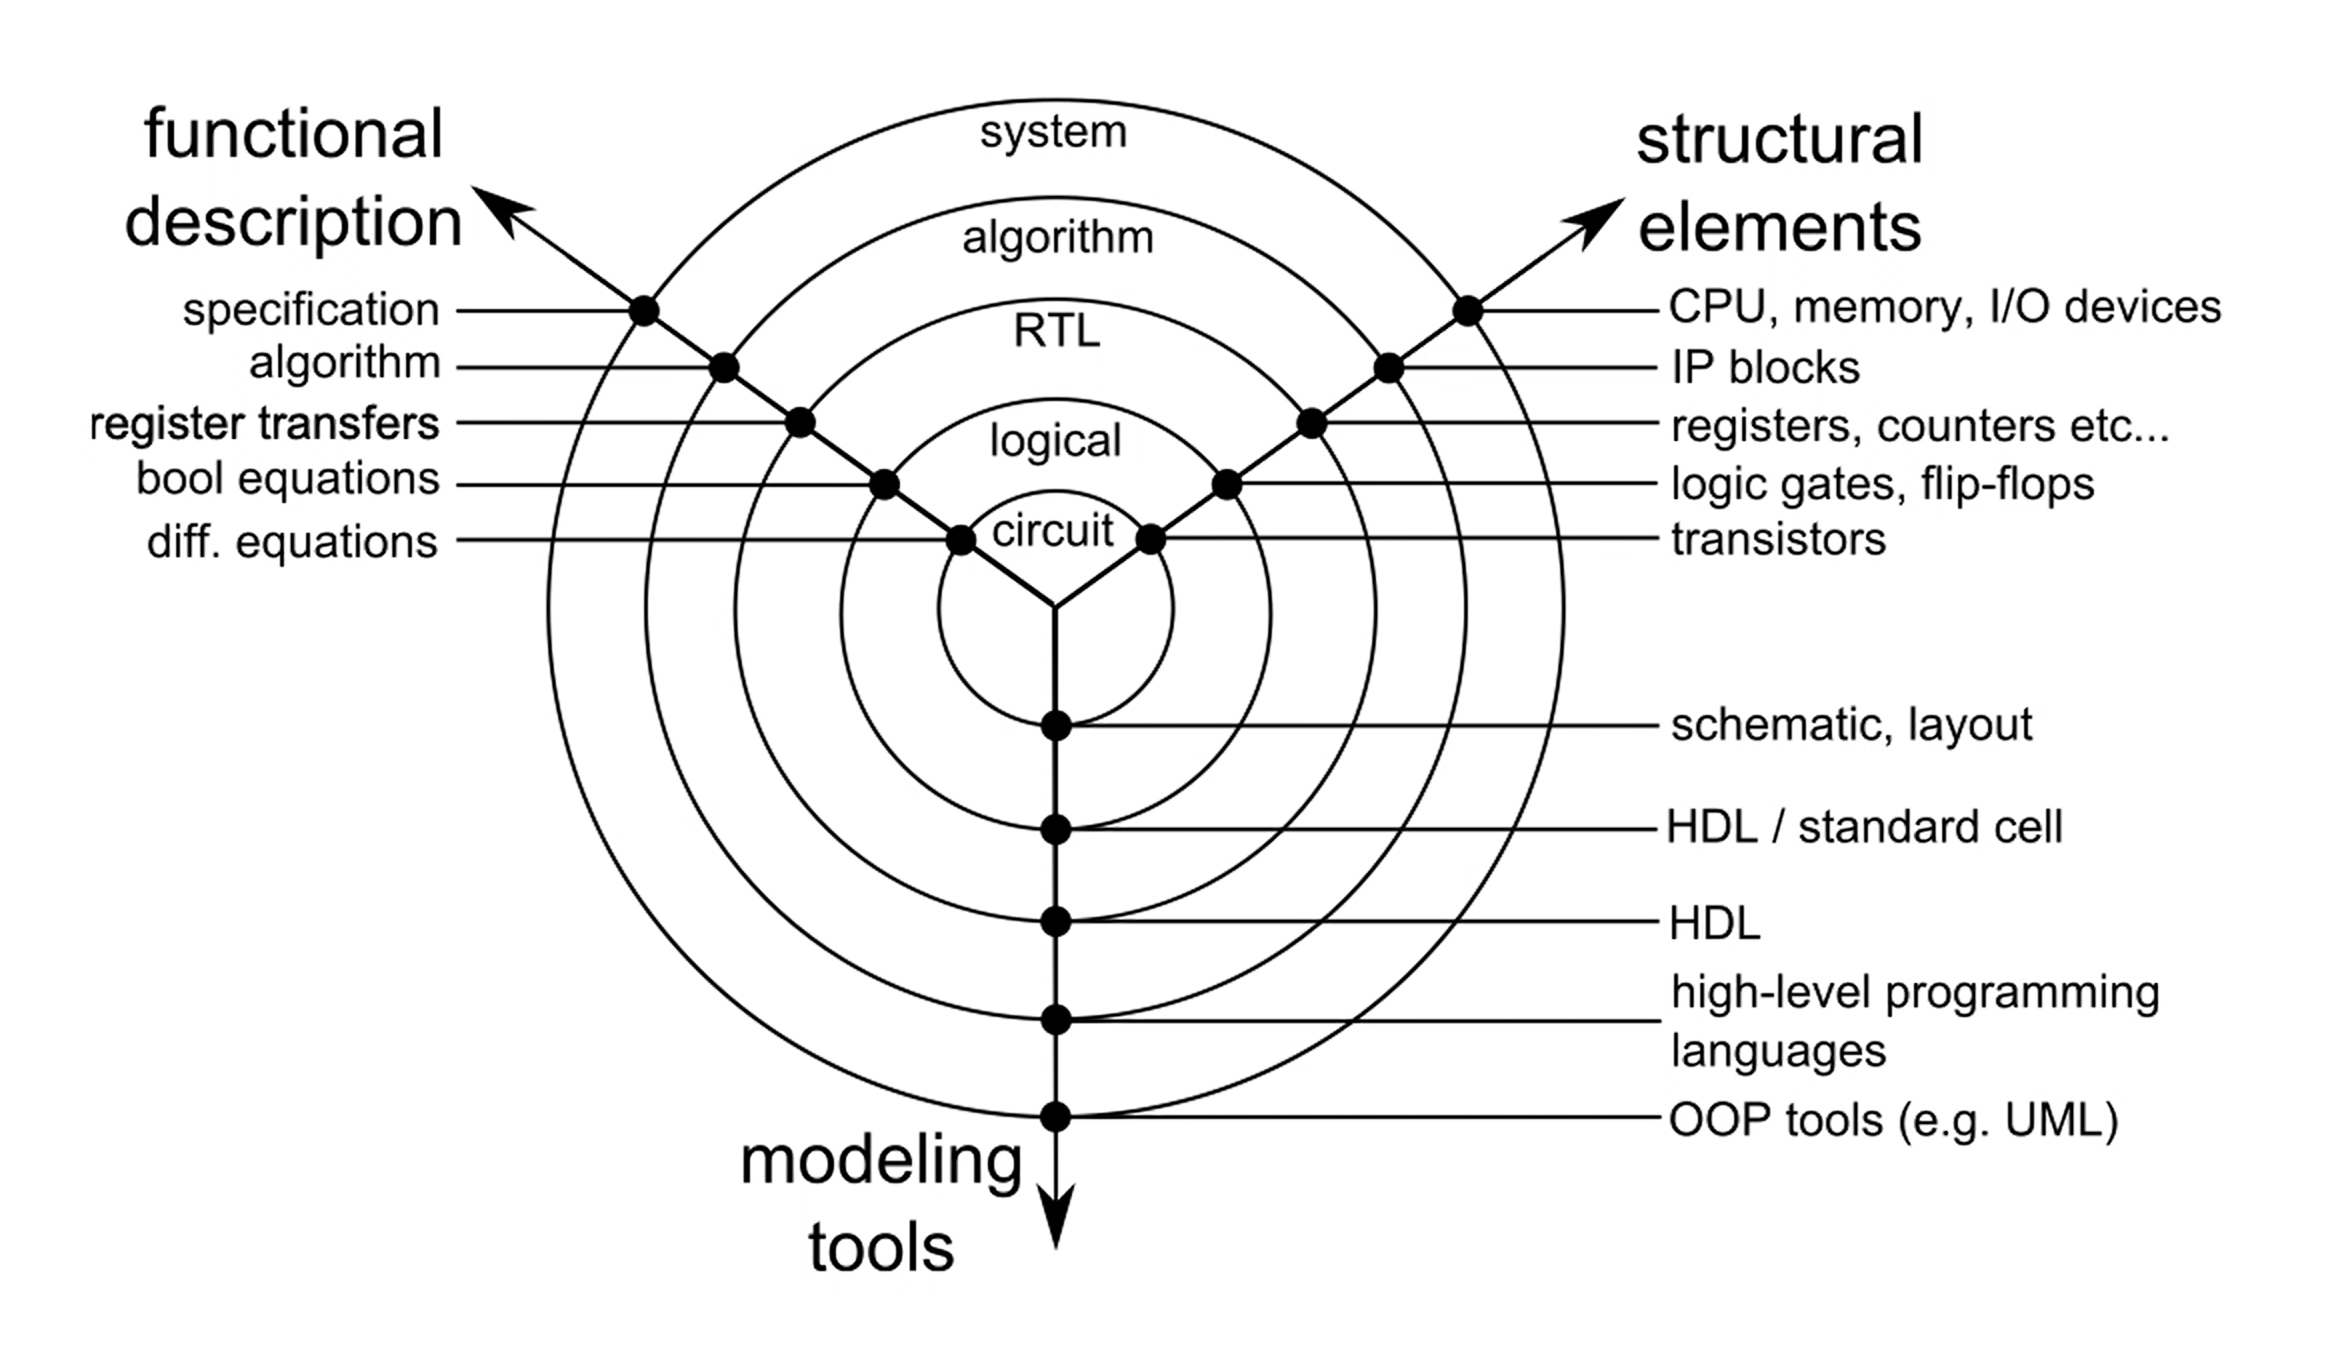 functional
description
specification
algorithm
register transfers
bool equations
diff. equations
system
algorithm
RTL
logical
circuit
structural
elements
CPU, memory, I/O devices
IP blocks
registers, counters etc...
logic gates, flip-flops
transistors
schematic, layout
HDL / standard cell
HDL
high-level programming
languages
OOP tools (e.g. UML)
modeling
tools